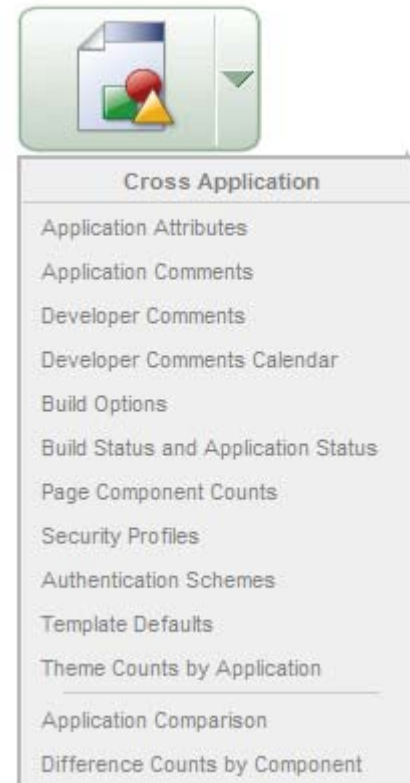 Cross Application
Application Attributes
Application Comments
Developer Comments
Developer Comments Calendar
Build Options
Build Status and Application Status
Page Component Counts
Security Profiles
Authentication Schemes
Template Defaults
Theme Counts by Application
Application Comparison
Difference Counts by Component